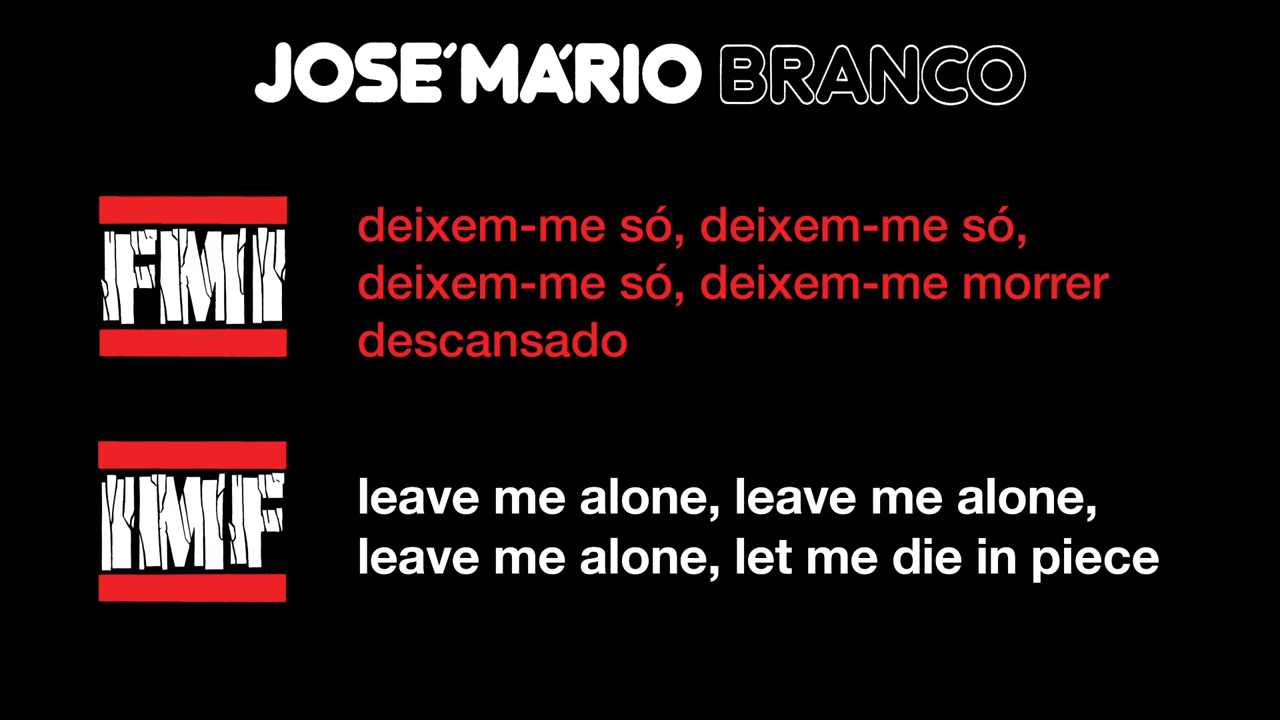 JOSÉ MÁRIO BRANCO
FMI
deixem-me só, deixem-me só,
deixem-me só, deixem-me morrer
descansado
IMF
leave me alone, leave me alone,
leave me alone, let me die in piece